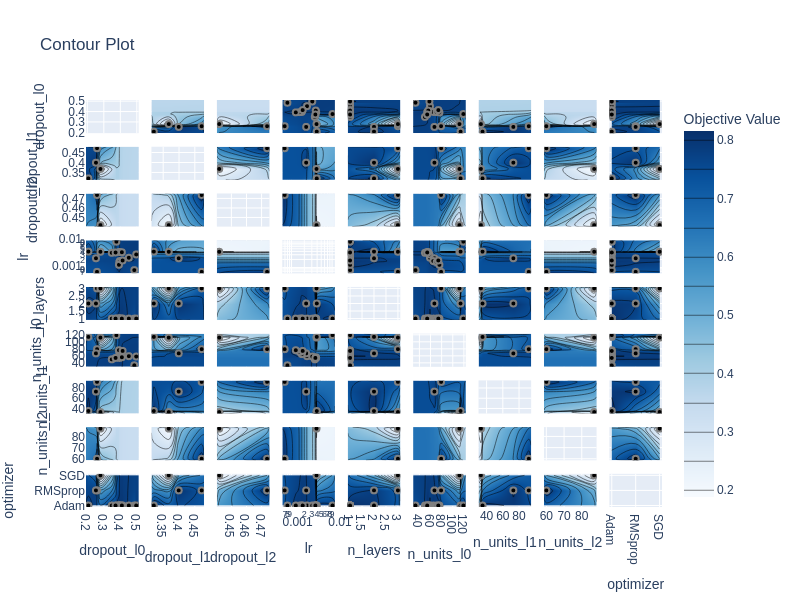 Contour Plot
Objective Value
0.8
0.7
0.6
0.5
0.4
0.3
0.2
dropout_l0
0.5
0.4
0.3
0.2
dropout_l1
0.45
0.4
0.35
dropout_l2
0.47
0.46
0.45
lr
0.01
0.001
n_layers
3
2.5
2
1.5
1
n_units_l0
120
100
80
60
40
n_units_l1
80
60
40
n_units_l2
80
70
60
optimizer
SGD
RMSprop
Adam
0.2
0.3
0.4
0.5
0.35
0.4
0.45
0.45
0.46
0.47
0.001
0.01
1.5
2
2.5
3
40
60
80
100
120
40 60 80
60 70 80
Adam
RMSprop
SGD
dropout_l0
dropout_l1
dropout_l2
lr
n_layers
n_units_l0
n_units_l1
n_units_l2
optimizer